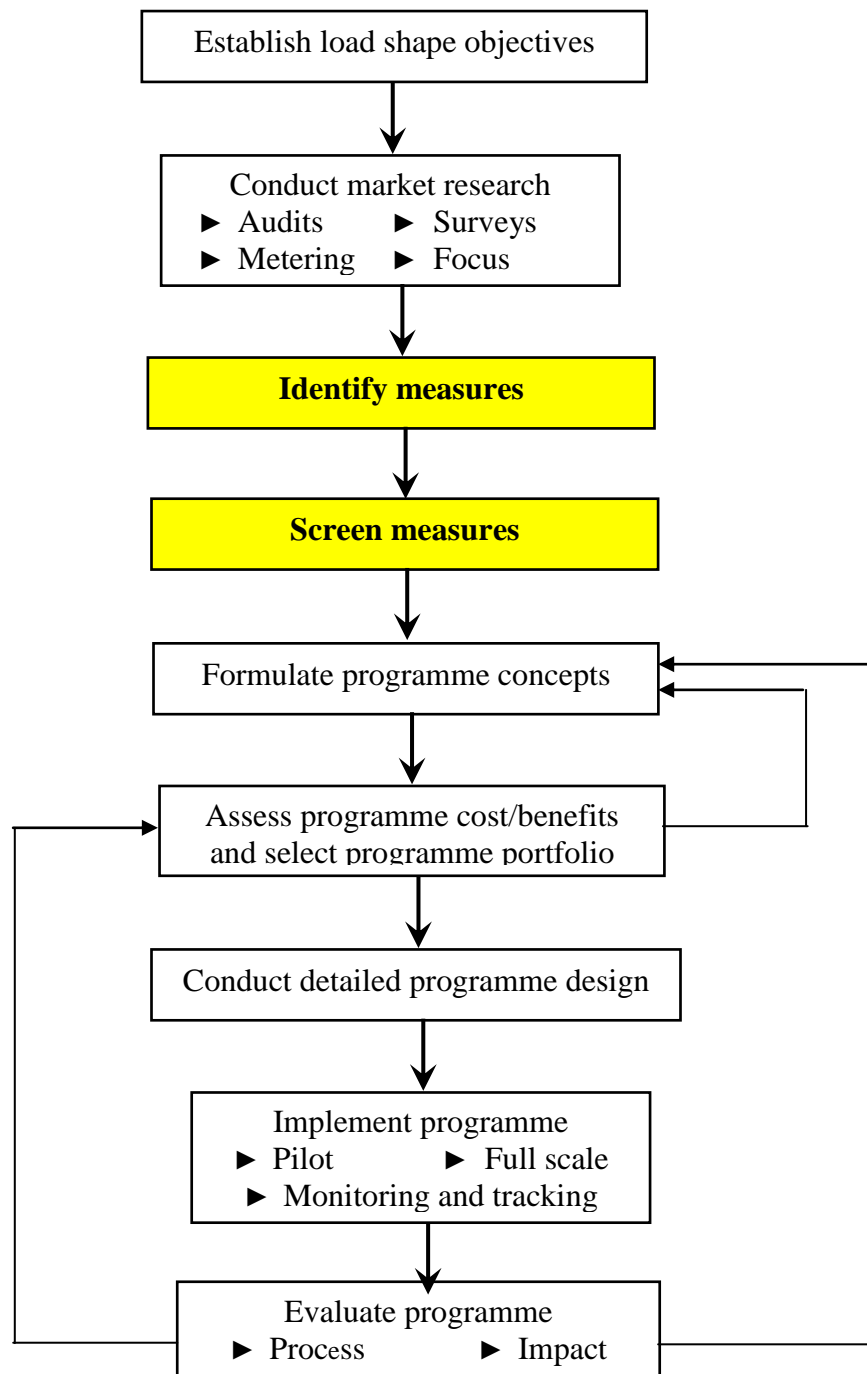 Establish load shape objectives
Conduct market research
► Audits ► Surveys
► Metering ► Focus
Identify measures
Screen measures
Formulate programme concepts
Assess programme cost/benefits
and select programme portfolio
Conduct detailed programme design
Implement programme
► Pilot ► Full scale
► Monitoring and tracking
Evaluate programme
► Process ► Impact